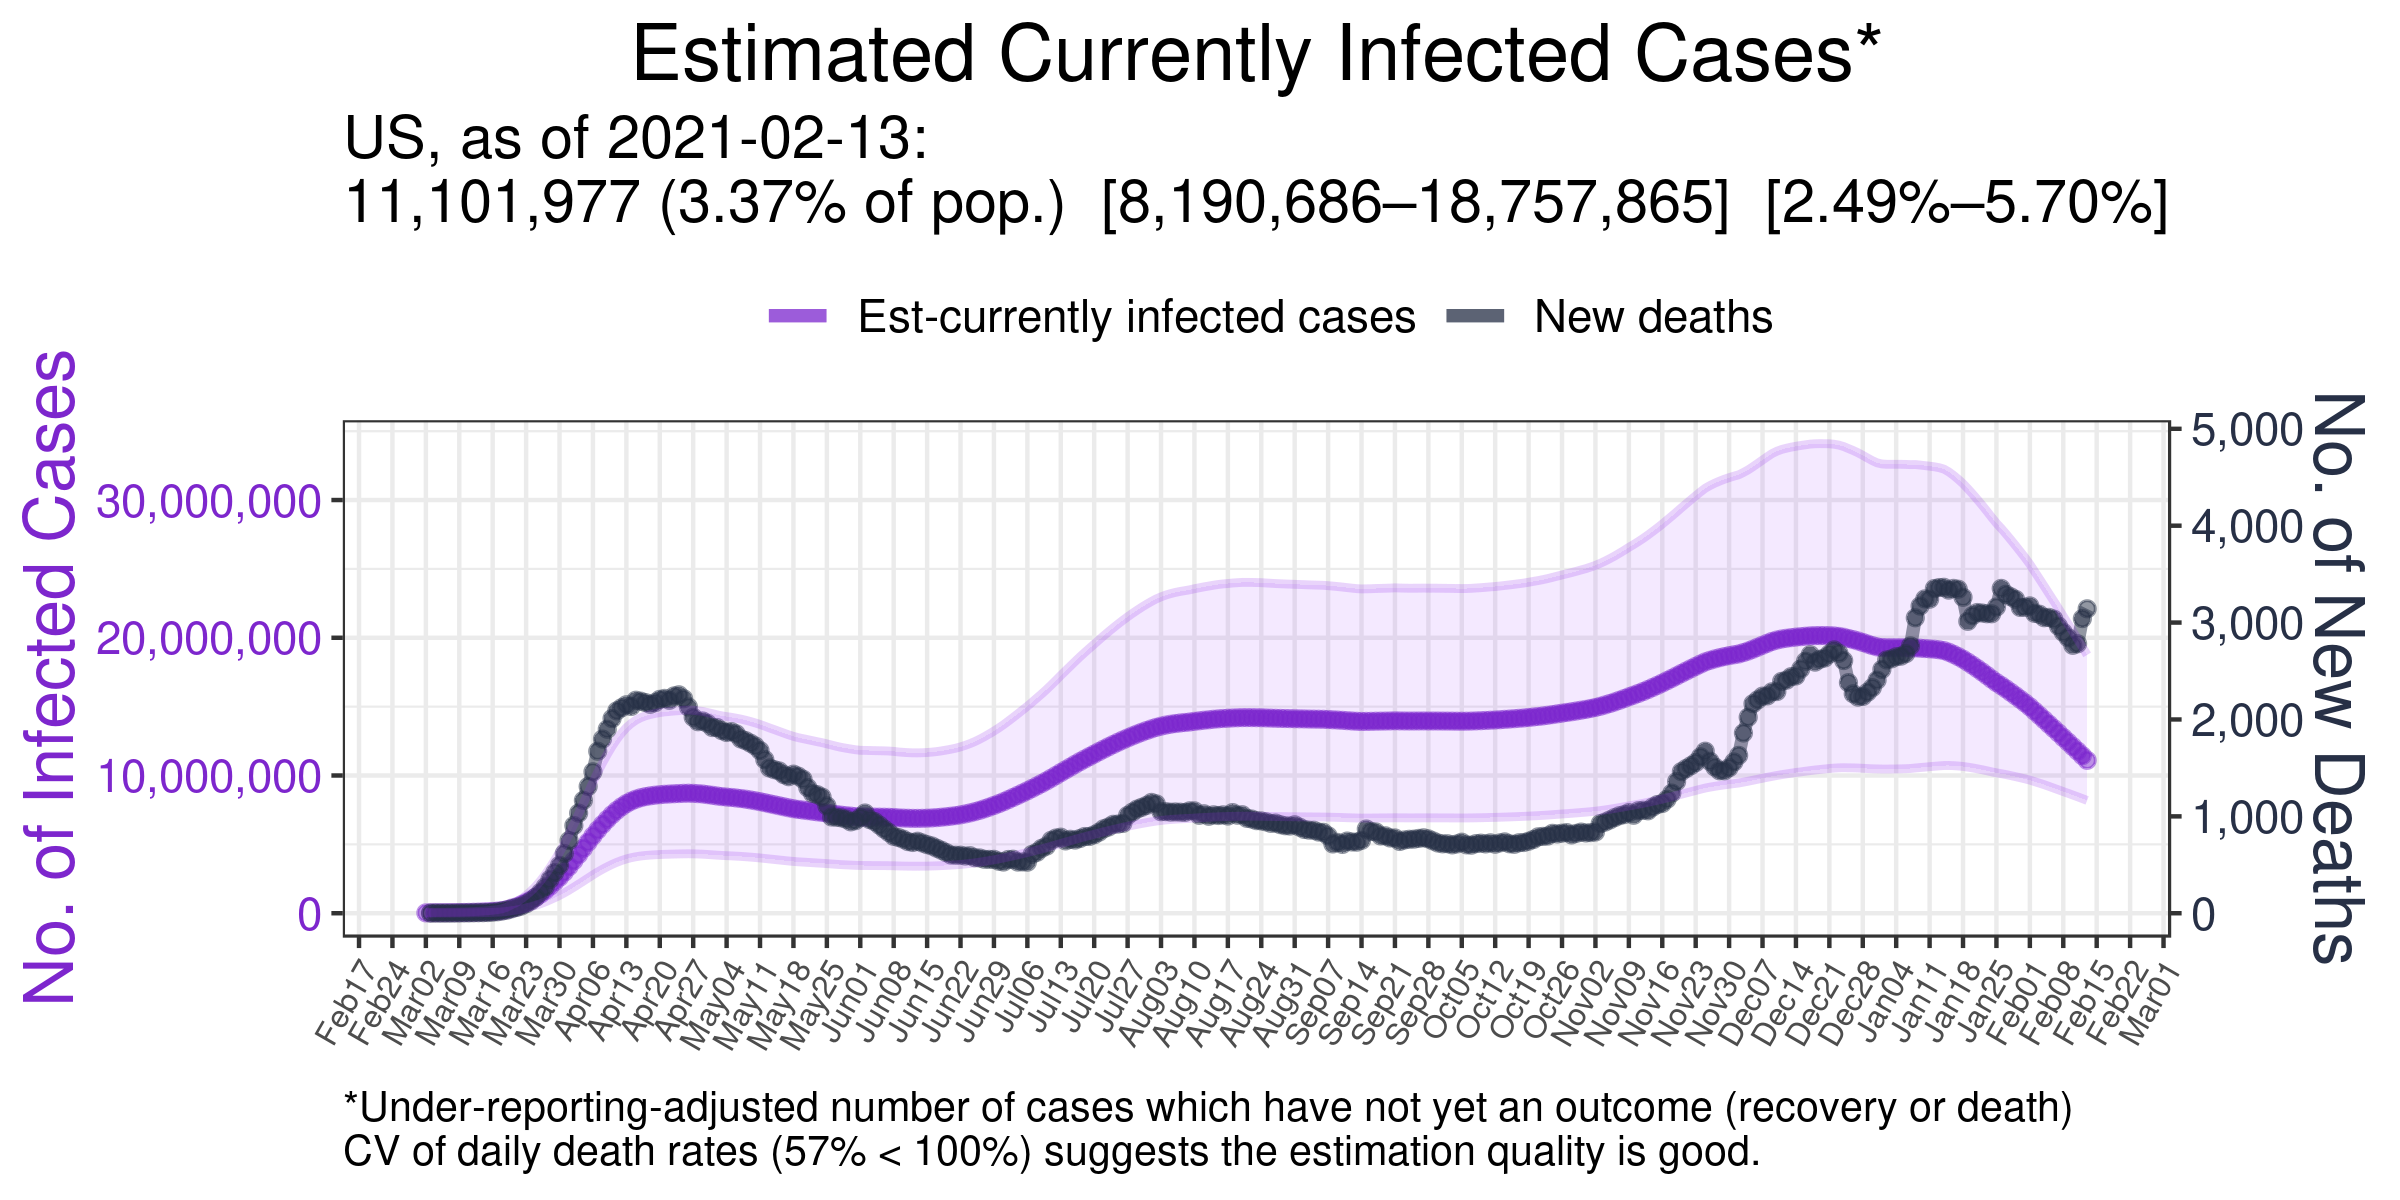 Estimated Currently Infected Cases*
US, as of 2021-02-13:
11,101,977 (3.37% of pop.) [8,190,686–18,757,865] [2.49%–5.70%]
Est-currently infected cases New deaths
No. of Infected Cases
30,000,000
20,000,000
10,000,000
0
5,000
4,000
3,000
2,000
1,000
0
No. of New Deaths
Feb17 Feb24 Mar02 Mar09 Mar16 Mar23 Mar30 Apr06 Apr13 Apr20 Apr27 May04 May11 May18 May25 Jun01 Jun08 Jun15 Jun22 Jun29 Jul06 Jul13 Jul20 Jul27 Aug03 Aug10 Aug17 Aug24 Aug31 Sep07 Sep14 Sep21 Sep28 Oct05 Oct12 Oct19 Oct26 Nov02 Nov09 Nov16 Nov23 Nov30 Dec07 Dec14 Dec21 Dec28 Jan04 Jan11 Jan18 Jan25 Feb01 Feb08 Feb15 Feb22 Mar01
*Under-reporting-adjusted number of cases which have not yet an outcome (recovery or death)
CV of daily death rates (57% < 100%) suggests the estimation quality is good.